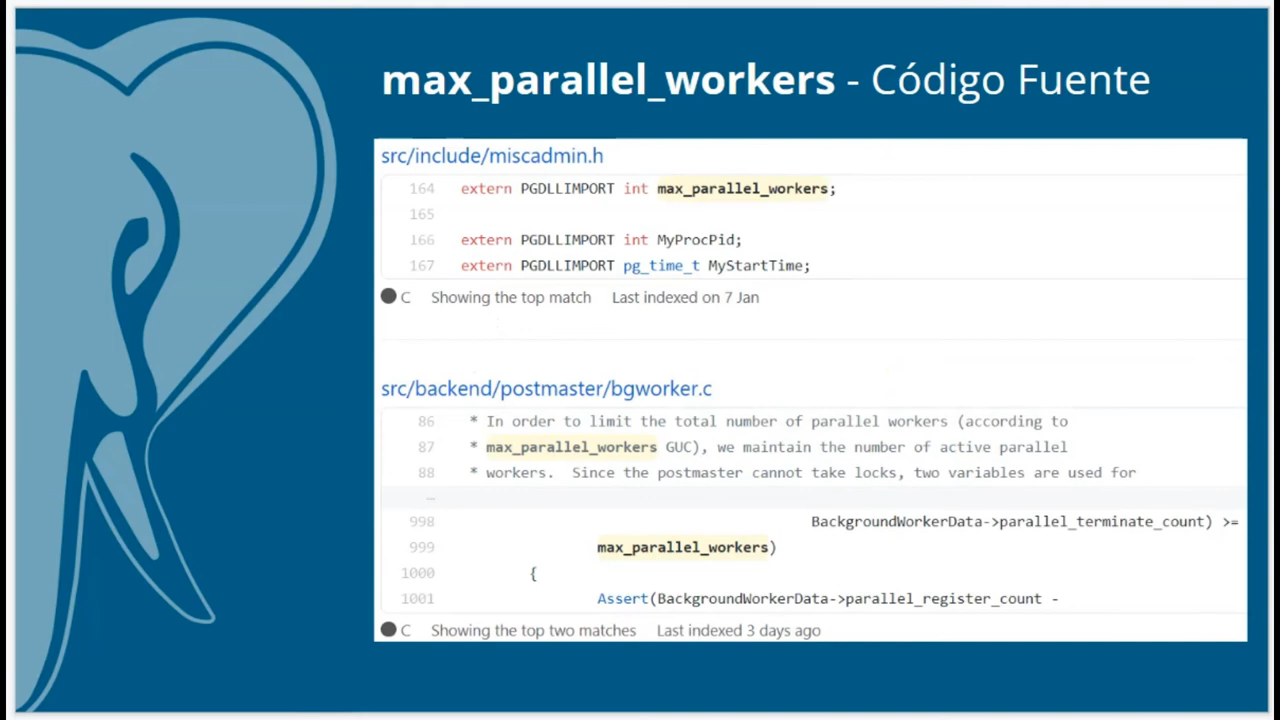 max_parallel_workers - Código Fuente
src/include/miscadmin.h
164 extern PGDLLIMPORT int max_parallel_workers;
165
166 extern PGDLLIMPORT int MyProcPid;
167 extern PGDLLIMPORT pg_time_t MyStartTime;
C Showing the top match Last indexed on 7 Jan
src/backend/postmaster/bgworker.c
86 * In order to limit the total number of parallel workers (according to
87 * max_parallel_workers GUC), we maintain the number of active parallel
88 * workers. Since the postmaster cannot take locks, two variables are used for
…
998 BackgroundWorkerData->parallel_terminate_count) >=
999 max_parallel_workers)
1000 {
1001 Assert(BackgroundWorkerData->parallel_register_count -
C Showing the top two matches Last indexed 3 days ago